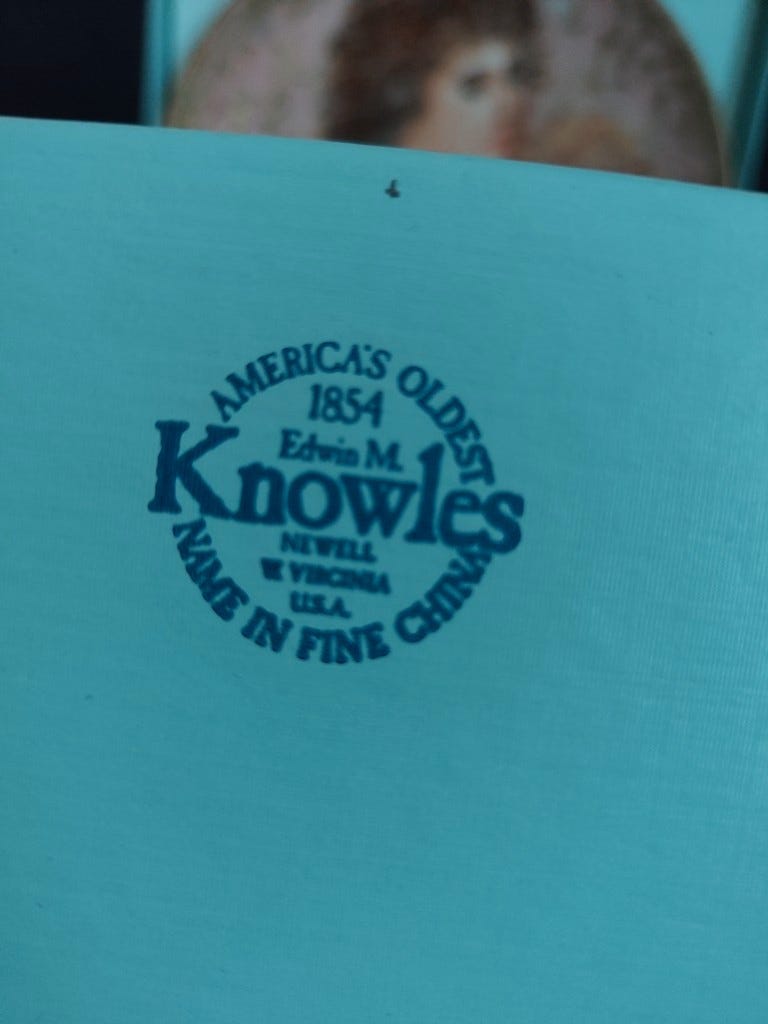 AMERICA'S OLDEST
1854
Edwin M.
Knowles
NEWELL
W. VIRGINIA
U.S.A.
NAME IN FINE CHINA